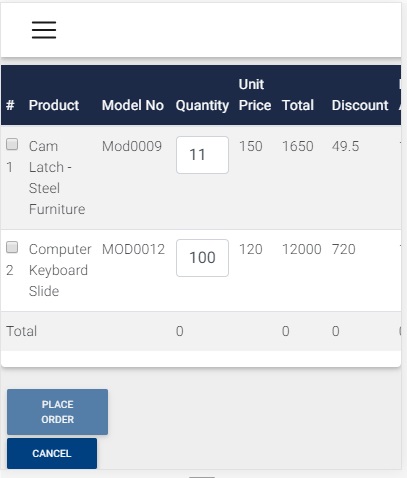 Unit
# Product Model No Quantity Price Total Discount
Cam Mod0009 11 150 1650 49.5
1 Latch -
Steel
Furniture
Computer MOD0012 100 120 12000 720
2 Keyboard
Slide
Total 0 0 0
PLACE
ORDER
CANCEL